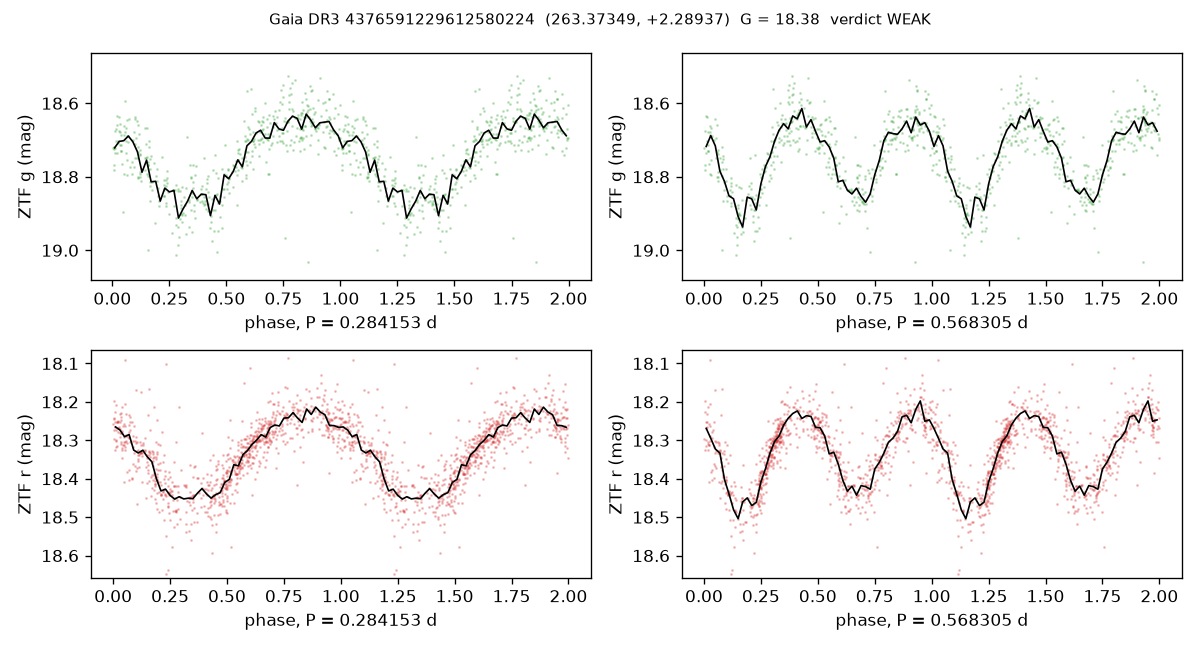 Gaia DR3 4376591229612580224  (263.37349, +2.28937)  G = 18.38  verdict WEAK
ZTF g (mag)
18.6
18.8
19.0
0.00 0.25 0.50 0.75 1.00 1.25 1.50 1.75 2.00
phase, P = 0.284153 d
ZTF g (mag)
18.6
18.8
19.0
0.00 0.25 0.50 0.75 1.00 1.25 1.50 1.75 2.00
phase, P = 0.568305 d
ZTF r (mag)
18.1
18.2
18.3
18.4
18.5
18.6
0.00 0.25 0.50 0.75 1.00 1.25 1.50 1.75 2.00
phase, P = 0.284153 d
ZTF r (mag)
18.1
18.2
18.3
18.4
18.5
18.6
0.00 0.25 0.50 0.75 1.00 1.25 1.50 1.75 2.00
phase, P = 0.568305 d